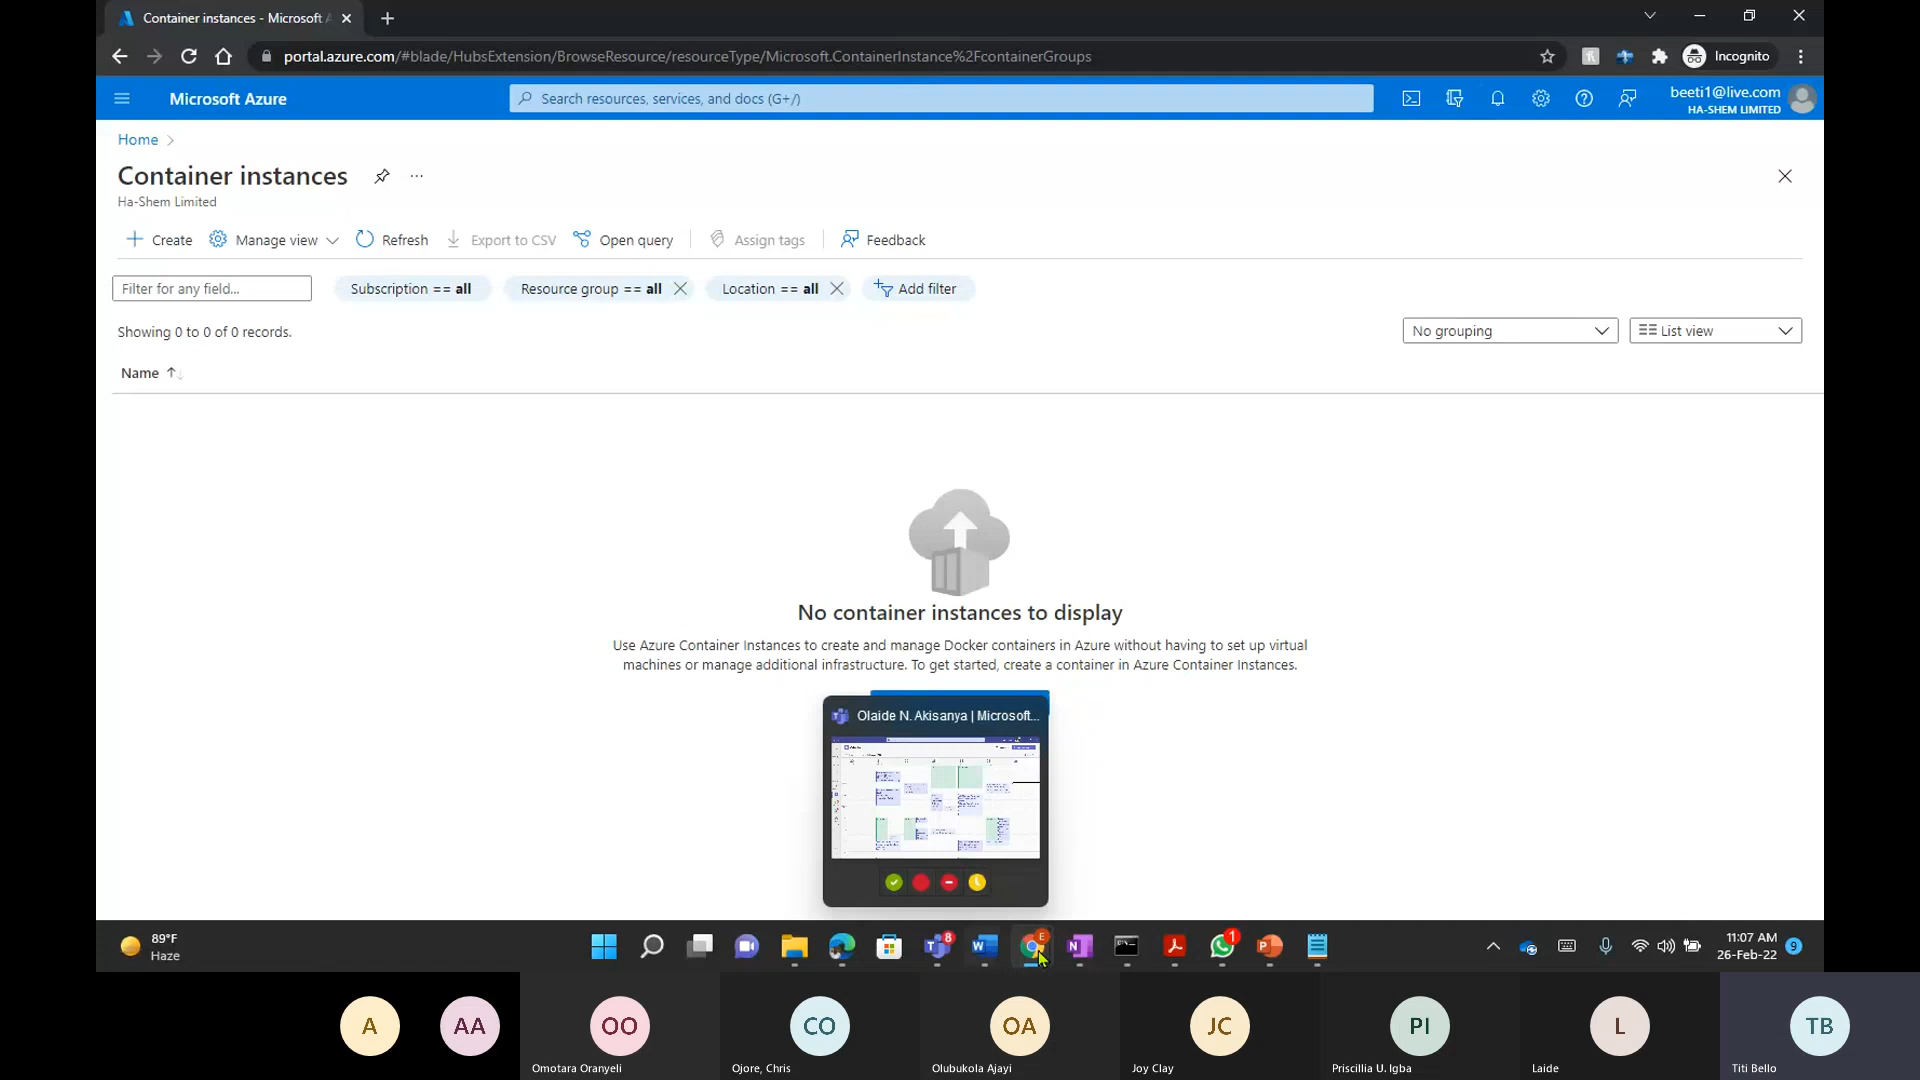 Container instances - Microsoft A
portal.azure.com/#blade/HubsExtension/BrowseResource/resourceType/Microsoft.ContainerInstance%2FcontainerGroups
Incognito
Microsoft Azure
Search resources, services, and docs (G+/)
beeti1@live.com
HA-SHEM LIMITED
Home
Container instances
Ha-Shem Limited
Create
Manage view
Refresh
Export to CSV
Open query
Assign tags
Feedback
Filter for any field...
Subscription == all
Resource group == all
Location == all
Add filter
Showing 0 to 0 of 0 records.
No grouping
List view
Name
No container instances to display
Use Azure Container Instances to create and manage Docker containers in Azure without having to set up virtual
machines or manage additional infrastructure. To get started, create a container in Azure Container Instances.
Olaide N. Akisanya | Microsoft...
89°F
Haze
8
E
1
11:07 AM
26-Feb-22
9
A
AA
OO
CO
OA
JC
PI
L
TB
Omotara Oranyeli
Ojore, Chris
Olubukola Ajayi
Joy Clay
Priscillia U. Igba
Laide
Titi Bello